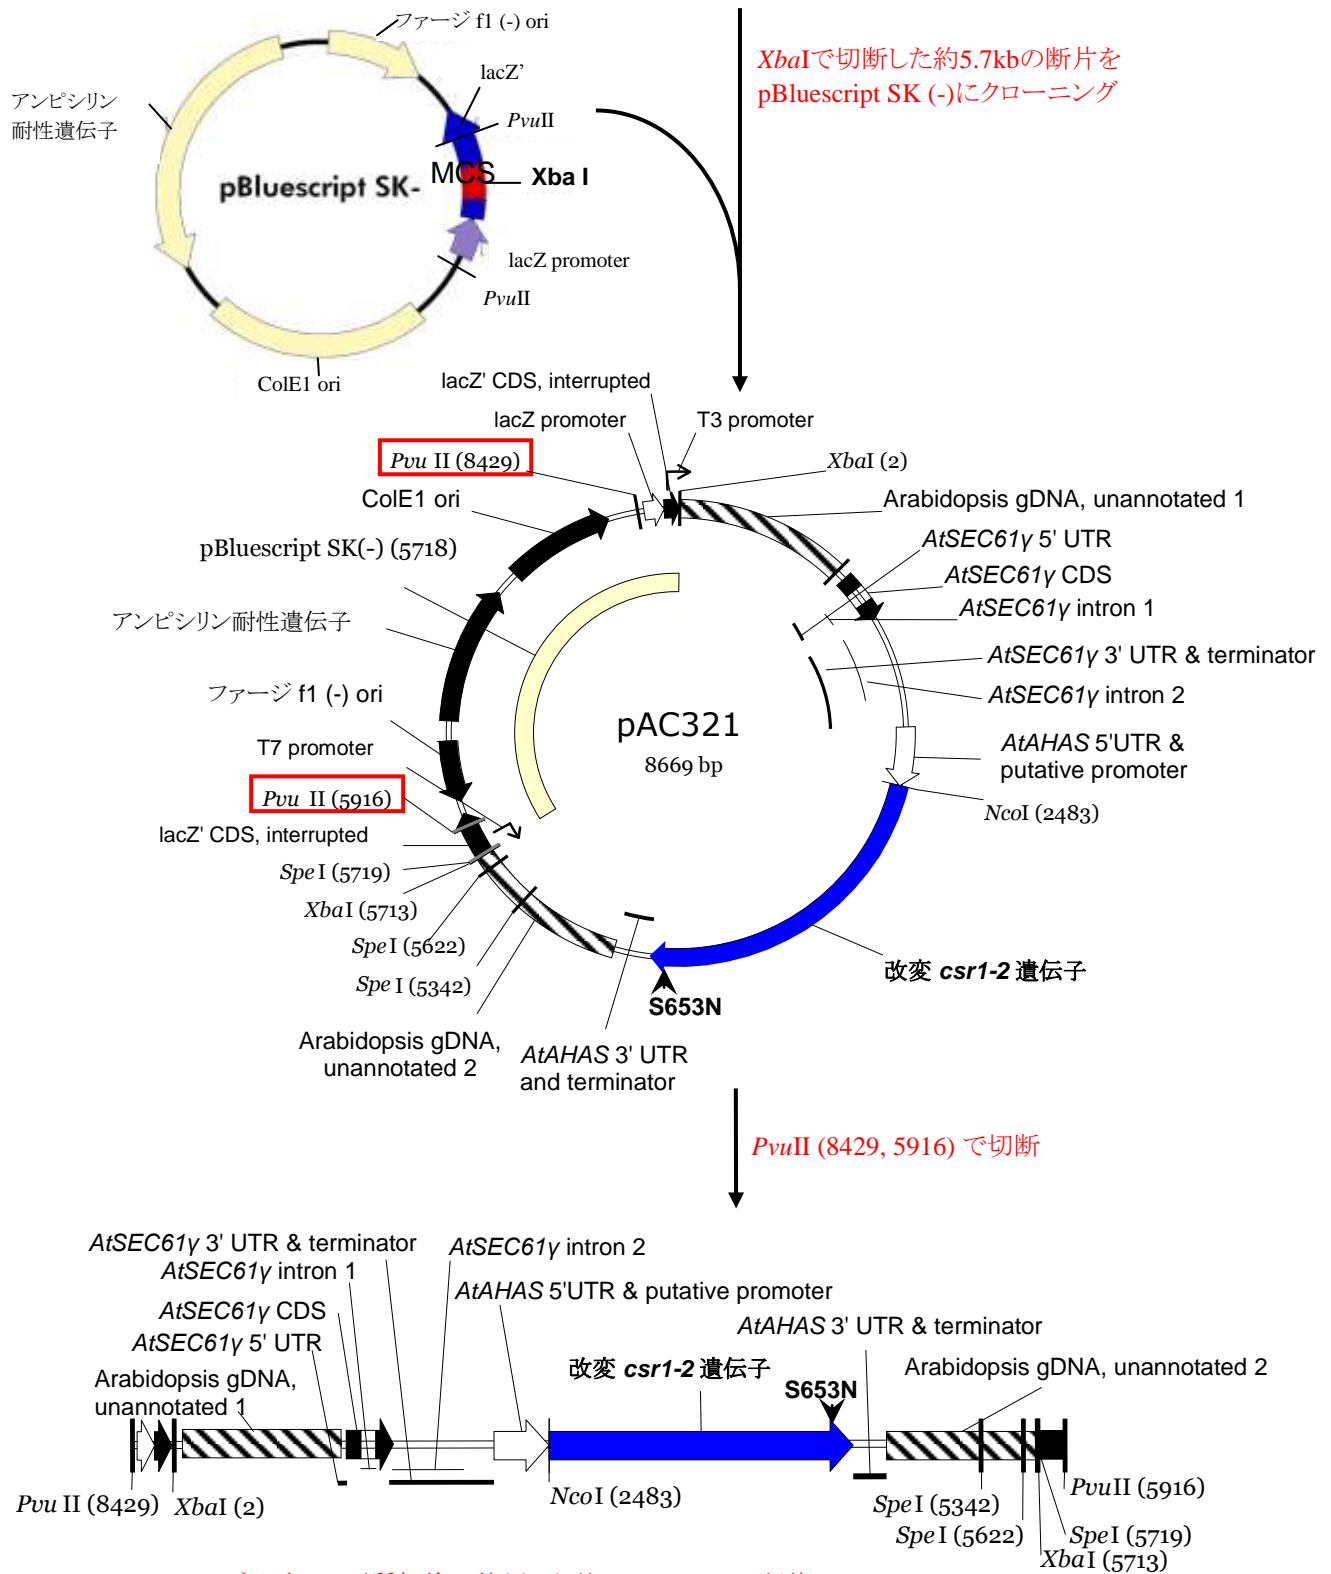 ファージ f1 (-) ori
lacZ'
アンピシリン
耐性遺伝子
PvuII
pBluescript SK-
MCS
Xba I
lacZ promoter
PvuII
ColE1 ori
XbaIで切断した約5.7kbの断片を
pBluescript SK (-)にクローニング
lacZ' CDS, interrupted
lacZ promoter
T3 promoter
Pvu II (8429)
XbaI (2)
ColE1 ori
Arabidopsis gDNA, unannotated 1
pBluescript SK(-) (5718)
AtSEC61γ 5' UTR
AtSEC61γ CDS
AtSEC61γ intron 1
アンピシリン耐性遺伝子
AtSEC61γ 3' UTR & terminator
ファージ f1 (-) ori
AtSEC61γ intron 2
pAC321
8669 bp
T7 promoter
AtAHAS 5'UTR &
putative promoter
Pvu II (5916)
NcoI (2483)
lacZ' CDS, interrupted
SpeI (5719)
XbaI (5713)
SpeI (5622)
SpeI (5342)
改変 csr1-2 遺伝子
S653N
Arabidopsis gDNA,
unannotated 2
AtAHAS 3' UTR
and terminator
PvuII (8429, 5916) で切断
AtSEC61γ 3' UTR & terminator
AtSEC61γ intron 2
AtSEC61γ intron 1
AtAHAS 5'UTR & putative promoter
AtSEC61γ CDS
AtAHAS 3' UTR & terminator
AtSEC61γ 5' UTR
改変 csr1-2 遺伝子
Arabidopsis gDNA, unannotated 2
Arabidopsis gDNA,
unannotated 1
S653N
Pvu II (8429)
XbaI (2)
NcoI (2483)
SpeI (5342)
PvuII (5916)
SpeI (5622)
SpeI (5719)
XbaI (5713)